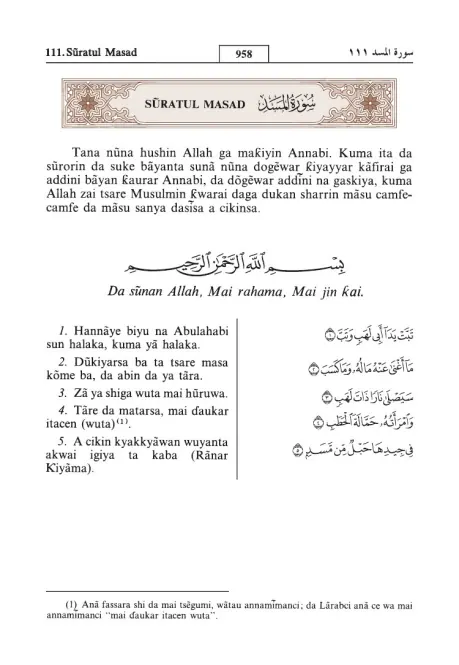 111. Sūratul Masad
958
سورة المسد ١١١
SŪRATUL MASAD سُورَةُ المَسَدِ
Tana nūna hushin Allah ga maƙiyin Annabi. Kuma ita da
sūrorin da suke bāyanta sunā nūna dogēwar ƙiyayyar kāfirai ga
addini bāyan ƙaurar Annabi, da dōgēwar addīni na gaskiya, kuma
Allah zai tsare Musulmin ƙwarai daga dukan sharrin māsu camfe-
camfe da māsu sanya dasīsa a cikinsa.
بِسْمِ اللَّهِ الرَّحْمَٰنِ الرَّحِيمِ
Da sūnan Allah, Mai rahama, Mai jin ƙai.
1. Hannāye biyu na Abulahabi
sun halaka, kuma yā halaka.
2. Dūkiyarsa ba ta tsare masa
kōme ba, da abin da ya tāra.
3. Zā ya shiga wuta mai hūruwa.
4. Tāre da matarsa, mai ɗaukar
itacen (wuta)⁽¹⁾.
5. A cikin kyakkyāwan wuyanta
akwai igiya ta kaba (Rānar
Ƙiyāma).
تَبَّتْ يَدَا أَبِي لَهَبٍ وَتَبَّ ١
مَا أَغْنَىٰ عَنْهُ مَالُهُ وَمَا كَسَبَ ٢
سَيَصْلَىٰ نَارًا ذَاتَ لَهَبٍ ٣
وَامْرَأَتُهُ حَمَّالَةَ الْحَطَبِ ٤
فِي جِيدِهَا حَبْلٌ مِّن مَّسَدٍ ٥
(1) Anā fassara shi da mai tsēgumi, wātau annamīmanci; da Lārabci anā ce wa mai
annamīmanci "mai ɗaukar itacen wuta".